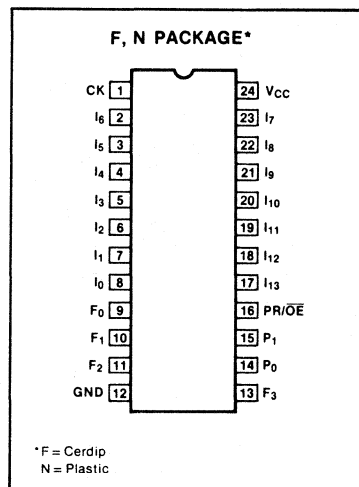 F, N PACKAGE*
CK 1 24 VCC
I6 2 23 I7
I5 3 22 I8
I4 4 21 I9
I3 5 20 I10
I2 6 19 I11
I1 7 18 I12
I0 8 17 I13
F0 9 16 PR/OE
F1 10 15 P1
F2 11 14 P0
GND 12 13 F3
*F = Cerdip
N = Plastic